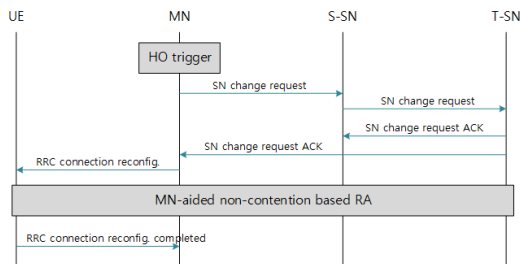 UE MN S-SN T-SN
HO trigger
SN change request
SN change request
SN change request ACK
SN change request ACK
RRC connection reconfig.
MN-aided non-contention based RA
RRC connection reconfig. completed